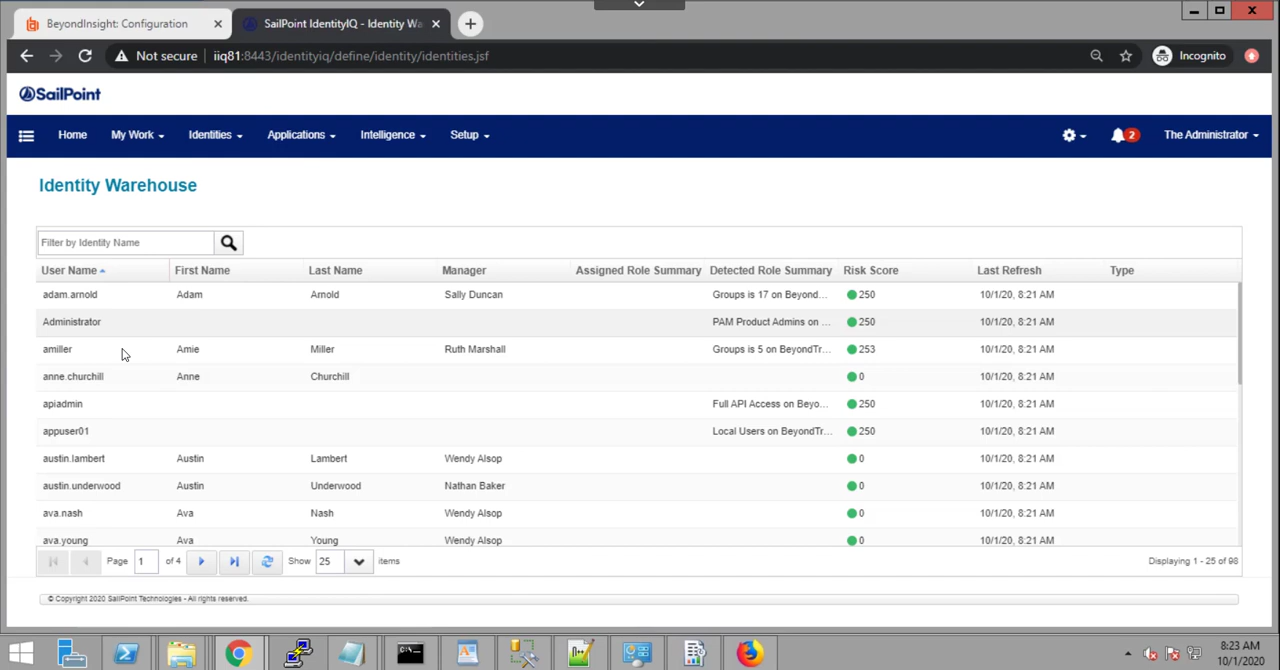 BeyondInsight: Configuration
SailPoint IdentityIQ - Identity Wa
Not secure iiq81:8443/identityiq/define/identity/identities.jsf Incognito
SailPoint
Home My Work Identities Applications Intelligence Setup 2 The Administrator
Identity Warehouse
Filter by Identity Name
User Name First Name Last Name Manager Assigned Role Summary Detected Role Summary Risk Score Last Refresh Type
adam.arnold Adam Arnold Sally Duncan Groups is 17 on Beyond... 250 10/1/20, 8:21 AM
Administrator PAM Product Admins on ... 250 10/1/20, 8:21 AM
amiller Amie Miller Ruth Marshall Groups is 5 on BeyondTr... 253 10/1/20, 8:21 AM
anne.churchill Anne Churchill 0 10/1/20, 8:21 AM
apiadmin Full API Access on Beyo... 250 10/1/20, 8:21 AM
appuser01 Local Users on BeyondTr... 250 10/1/20, 8:21 AM
austin.lambert Austin Lambert Wendy Alsop 0 10/1/20, 8:21 AM
austin.underwood Austin Underwood Nathan Baker 0 10/1/20, 8:21 AM
ava.nash Ava Nash Wendy Alsop 0 10/1/20, 8:21 AM
ava.young Ava Young Wendy Alsop 0 10/1/20, 8:21 AM
Page 1 of 4 Show 25 items Displaying 1 - 25 of 98
© Copyright 2020 SailPoint Technologies - All rights reserved.
8:23 AM
10/1/2020